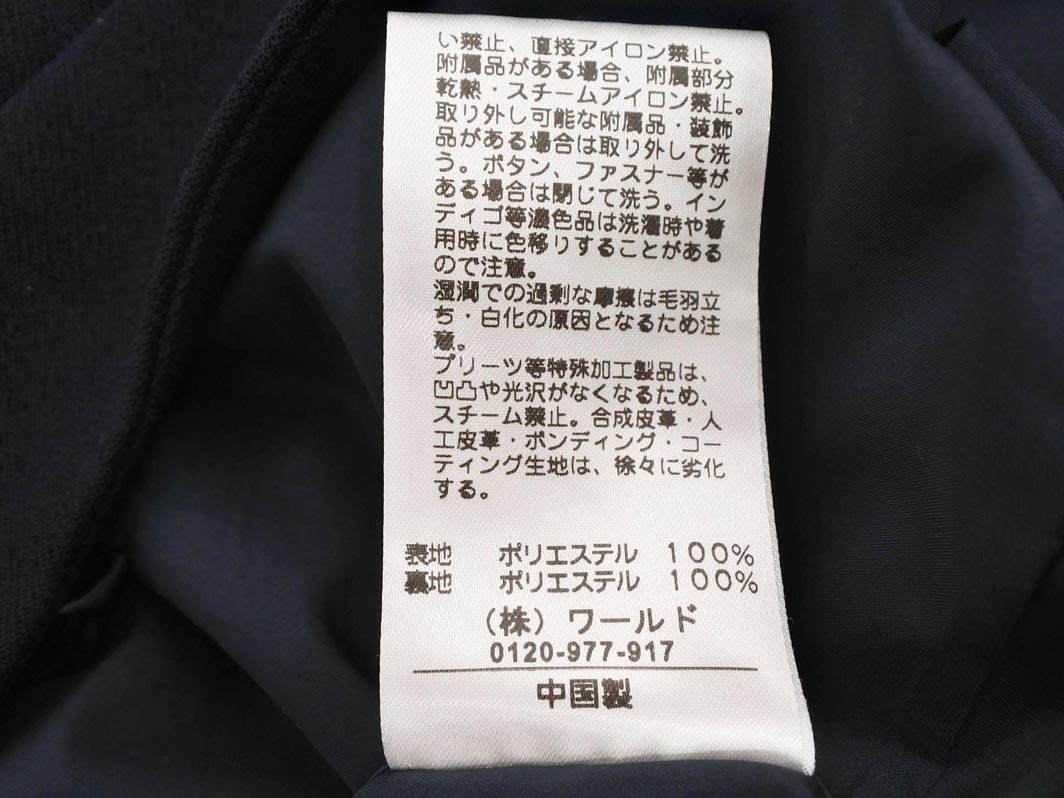 い禁止、直接アイロン禁止。
附属品がある場合、附属部分
乾熱・スチームアイロン禁止。
取り外し可能な附属品・装飾
品がある場合は取り外して洗
う。ボタン、ファスナー等が
ある場合は閉じて洗う。イン
ディゴ等濃色品は洗濯時や着
用時に色移りすることがある
ので注意。
湿潤での過剰な摩擦は毛羽立
ち・白化の原因となるため注
意。
プリーツ等特殊加工製品は、
凹凸や光沢がなくなるため、
スチーム禁止。合成皮革・人
工皮革・ボンディング・コー
ティング生地は、徐々に劣化
する。
表地 ポリエステル 100%
裏地 ポリエステル 100%
(株)ワールド
0120-977-917
中国製